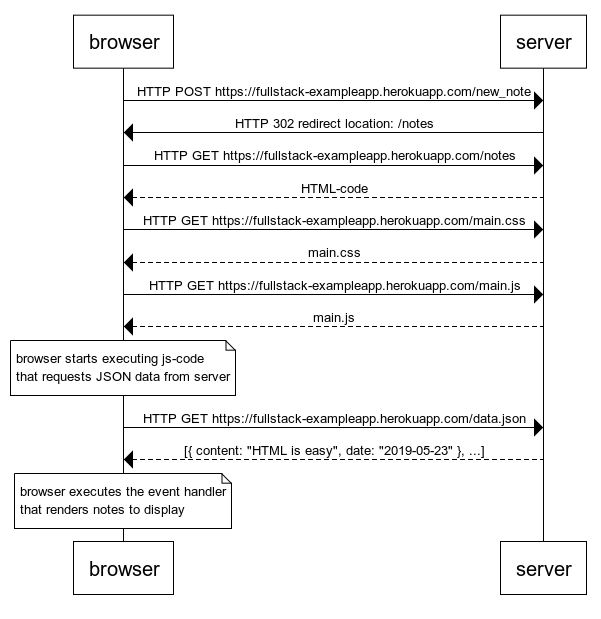 browser
server
HTTP POST https://fullstack-exampleapp.herokuapp.com/new_note
HTTP 302 redirect location: /notes
HTTP GET https://fullstack-exampleapp.herokuapp.com/notes
HTML-code
HTTP GET https://fullstack-exampleapp.herokuapp.com/main.css
main.css
HTTP GET https://fullstack-exampleapp.herokuapp.com/main.js
main.js
browser starts executing js-code
that requests JSON data from server
HTTP GET https://fullstack-exampleapp.herokuapp.com/data.json
[{ content: "HTML is easy", date: "2019-05-23" }, ...]
browser executes the event handler
that renders notes to display
browser
server